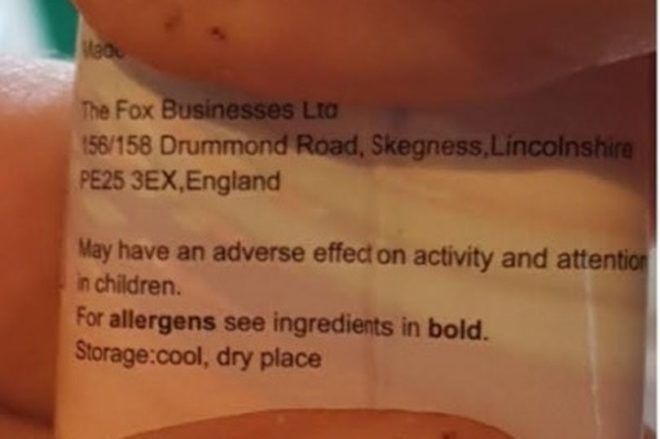 Made
The Fox Businesses Ltd
156/158 Drummond Road, Skegness,Lincolnshire
PE25 3EX,England
May have an adverse effect on activity and attention
in children.
For allergens see ingredients in bold.
Storage:cool, dry place